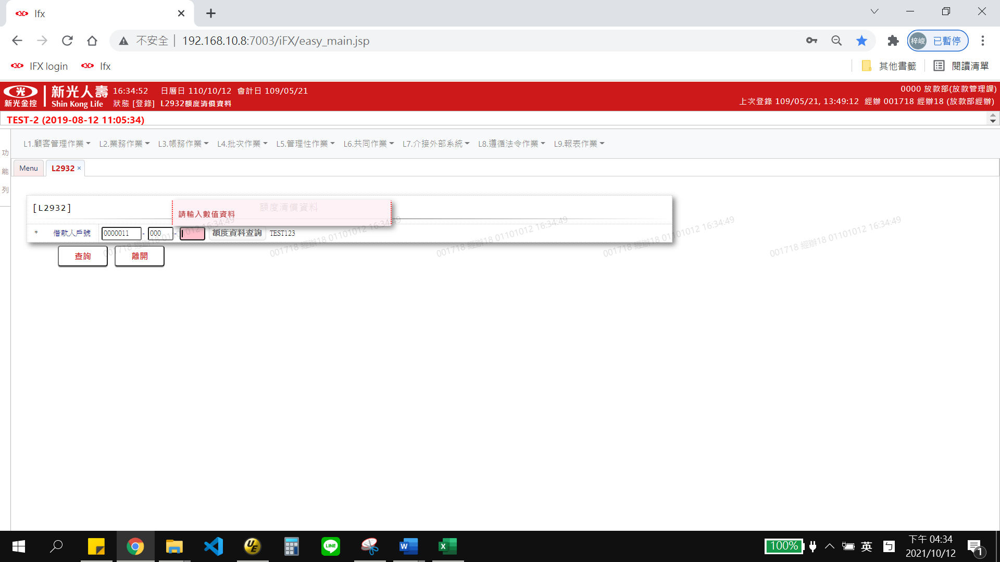 Ifx
不安全 192.168.10.8:7003/iFX/easy_main.jsp 梓峻 已暫停
IFX login Ifx 其他書籤 閱讀清單
新光金控 新光人壽 Shin Kong Life
16:34:52 日曆日 110/10/12 會計日 109/05/21
狀態 [登錄] L2932額度清償資料
0000 放款部(放款管理課)
上次登錄 109/05/21, 13:49:12 經辦 001718 經辦18 (放款部經辦)
TEST-2 (2019-08-12 11:05:34)
功
能
列
L1.顧客管理作業 L2.業務作業 L3.帳務作業 L4.批次作業 L5.管理性作業 L6.共同作業 L7.介接外部系統 L8.遵循法令作業 L9.報表作業
Menu L2932 ×
[L2932] 額度清償資料
請輸入數值資料
* 借款人戶號 0000011 - 000 - 額度資料查詢 TEST123
查詢 離開
001718 經辦18 01101012 16:34:49
001718 經辦18 01101012 16:34:49
001718 經辦18 01101012 16:34:49
001718 經辦18 01101012 16:34:49
001718 經辦18 01101012 16:34:49
UE LINE W X
100% 英 ㄅ 下午 04:34
2021/10/12 1